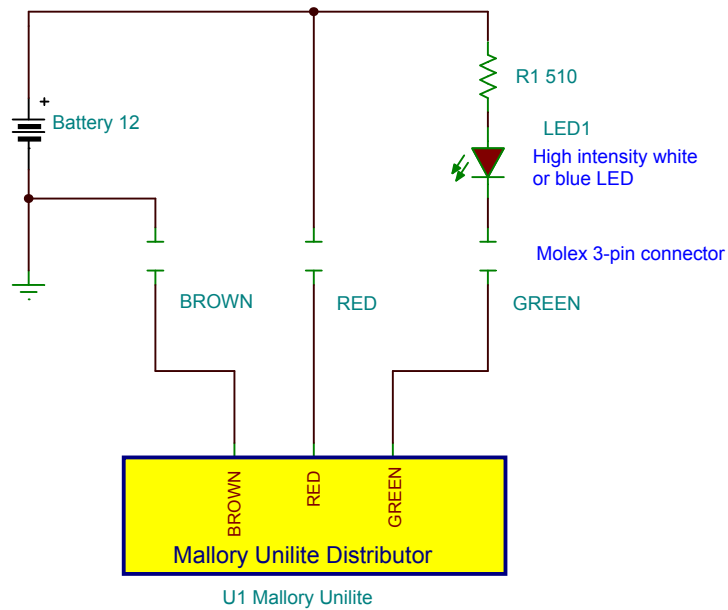 +
R1 510
Battery 12
LED1
High intensity white
or blue LED
Molex 3-pin connector
BROWN
RED
GREEN
BROWN
RED
GREEN
Mallory Unilite Distributor
U1 Mallory Unilite